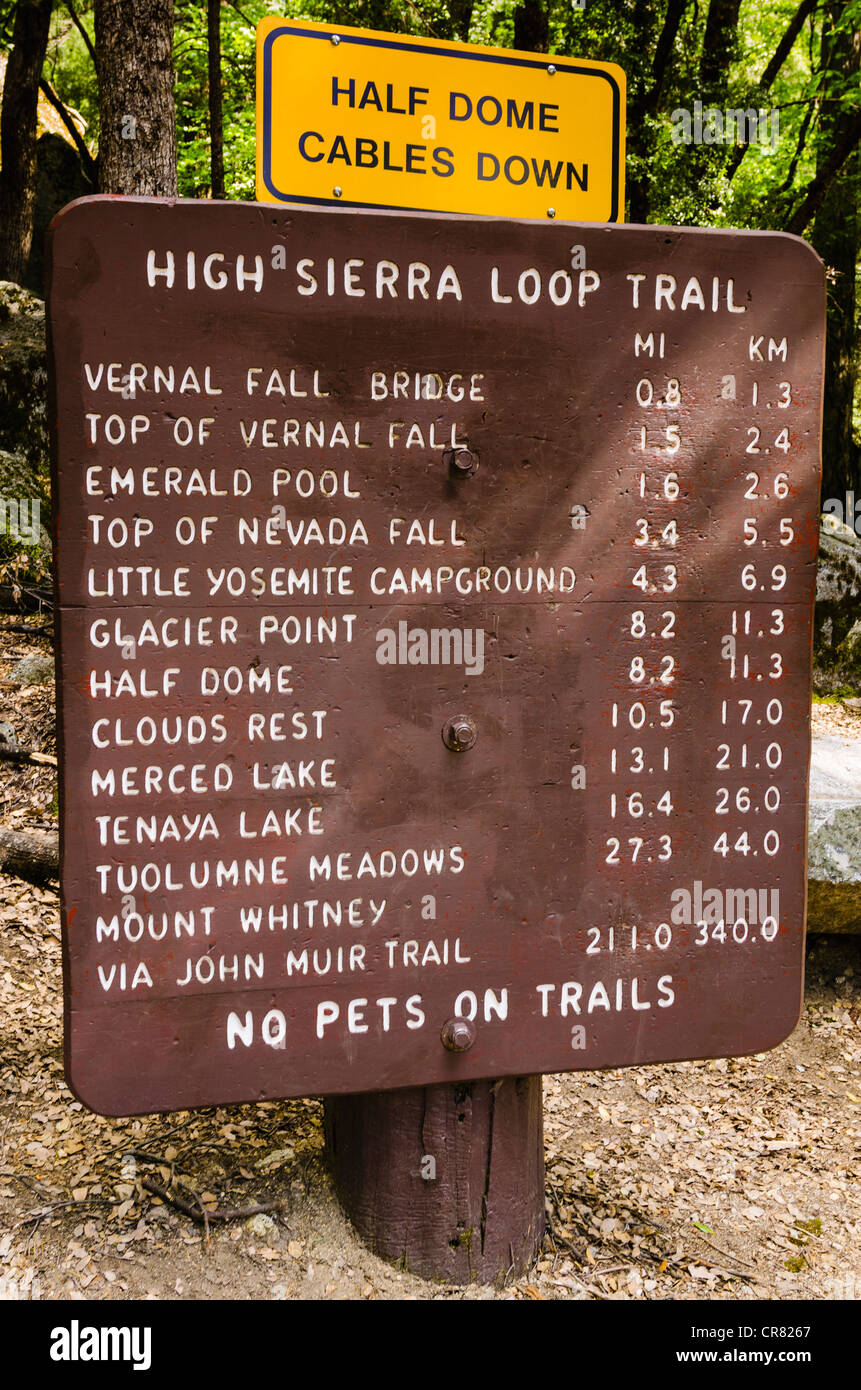 HALF DOME
CABLES DOWN
HIGH SIERRA LOOP TRAIL
MI KM
VERNAL FALL BRIDGE 0.8 1.3
TOP OF VERNAL FALL 1.5 2.4
EMERALD POOL 1.6 2.6
TOP OF NEVADA FALL 3.4 5.5
LITTLE YOSEMITE CAMPGROUND 4.3 6.9
GLACIER POINT 8.2 11.3
HALF DOME 8.2 11.3
CLOUDS REST 10.5 17.0
MERCED LAKE 13.1 21.0
TENAYA LAKE 16.4 26.0
TUOLUMNE MEADOWS 27.3 44.0
MOUNT WHITNEY
VIA JOHN MUIR TRAIL 211.0 340.0
NO PETS ON TRAILS
alamy stock photo
CR8267
www.alamy.com